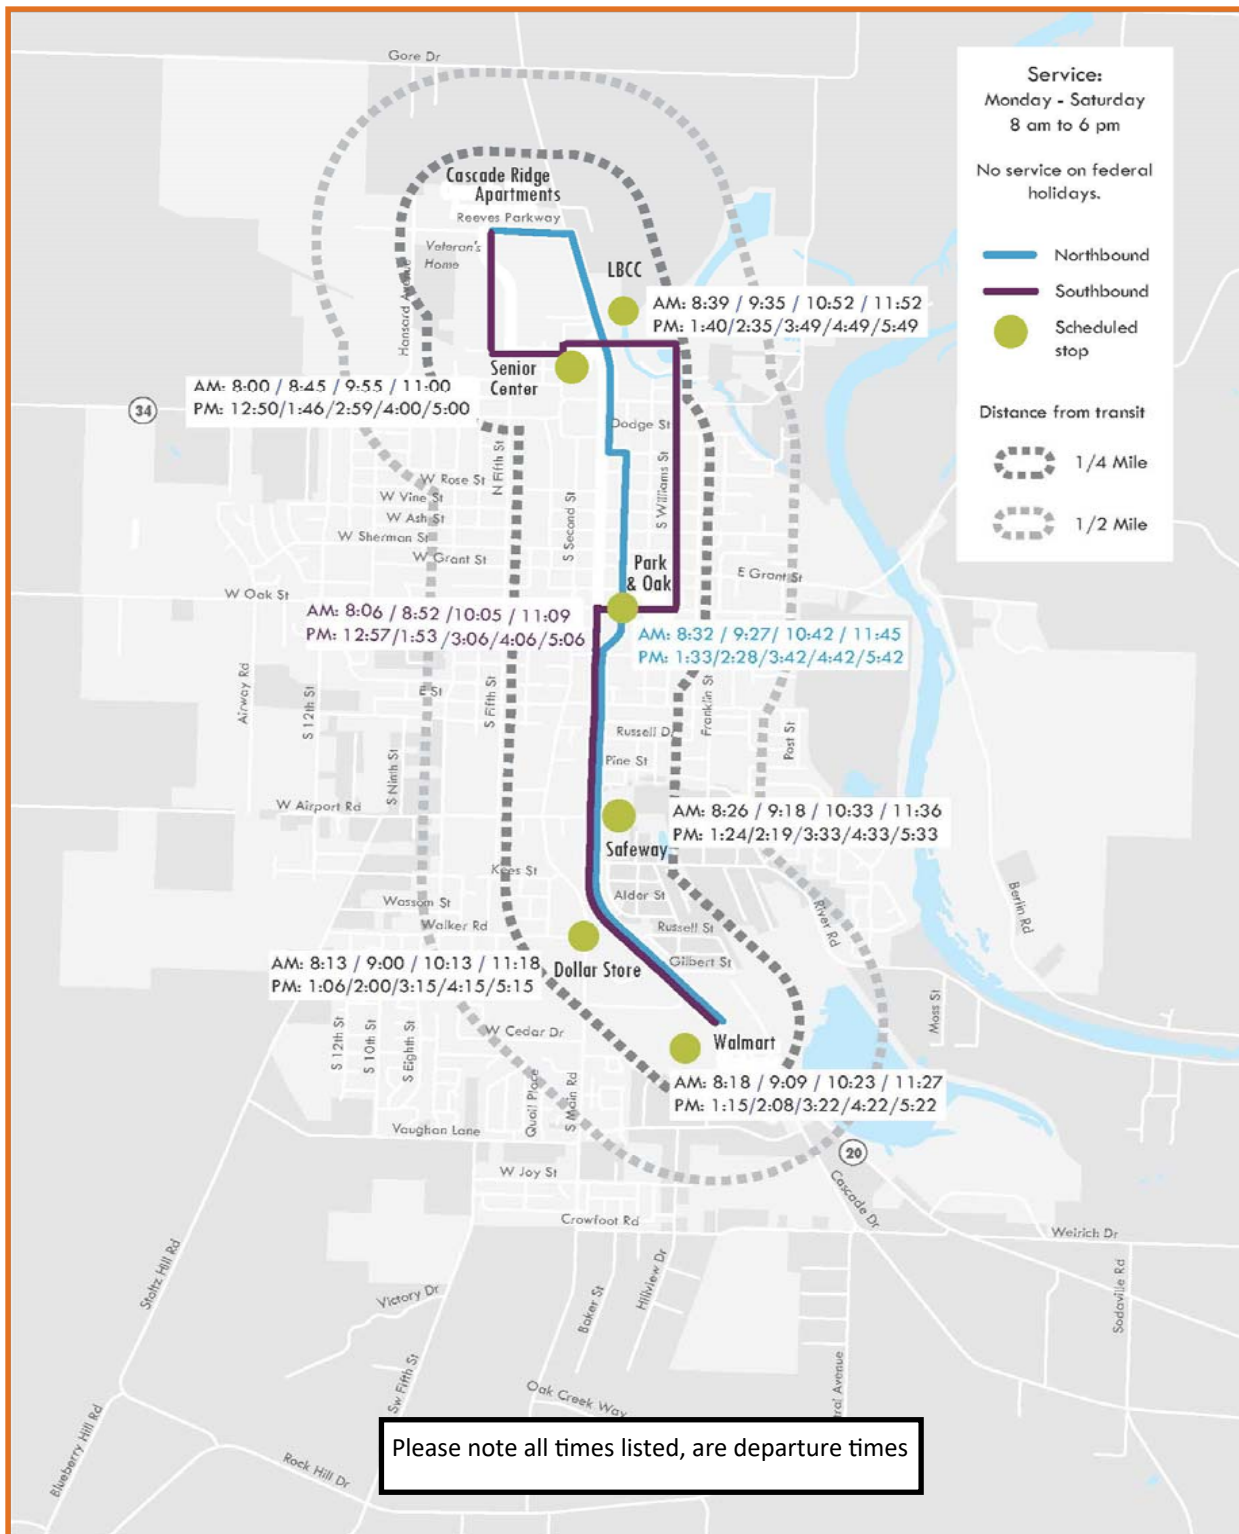 Gore Dr
Service:
Monday - Saturday
8 am to 6 pm
No service on federal
holidays.
Northbound
Southbound
Scheduled
stop
Distance from transit
1/4 Mile
1/2 Mile
Cascade Ridge
Apartments
Reeves Parkway
Veteran's
Home
Hansard Avenue
LBCC
AM: 8:39 / 9:35 / 10:52 / 11:52
PM: 1:40/2:35/3:49/4:49/5:49
Senior
Center
AM: 8:00 / 8:45 / 9:55 / 11:00
PM: 12:50/1:46/2:59/4:00/5:00
34
Dodge St
N Fifth St
W Rose St
W Vine St
W Ash St
W Sherman St
W Grant St
S Second St
S Williams St
Park
& Oak
E Grant St
W Oak St
AM: 8:06 / 8:52 /10:05 / 11:09
PM: 12:57/1:53 /3:06/4:06/5:06
AM: 8:32 / 9:27/ 10:42 / 11:45
PM: 1:33/2:28/3:42/4:42/5:42
Airway Rd
S 12th St
E St
S Fifth St
Franklin St
Post St
Russell D
Pine St
S Ninth St
W Airport Rd
AM: 8:26 / 9:18 / 10:33 / 11:36
PM: 1:24/2:19/3:33/4:33/5:33
Safeway
Kees St
Wassom St
Walker Rd
Alder St
Russell St
Gilbert St
River Rd
Berlin Rd
AM: 8:13 / 9:00 / 10:13 / 11:18
PM: 1:06/2:00/3:15/4:15/5:15
Dollar Store
S 12th St
S 10th St
S Eighth St
W Cedar Dr
Quail Place
S Main Rd
Walmart
Moss St
AM: 8:18 / 9:09 / 10:23 / 11:27
PM: 1:15/2:08/3:22/4:22/5:22
Vaughan Lane
20
W Joy St
Cascade Dr
Crowfoot Rd
Weirich Dr
Stoltz Hill Rd
Victory Dr
Baker St
Hillview Dr
Sodaville Rd
Sw Fifth St
Oak Creek Way
tral Avenue
Blueberry Hill Rd
Rock Hill Dr
Please note all times listed, are departure times